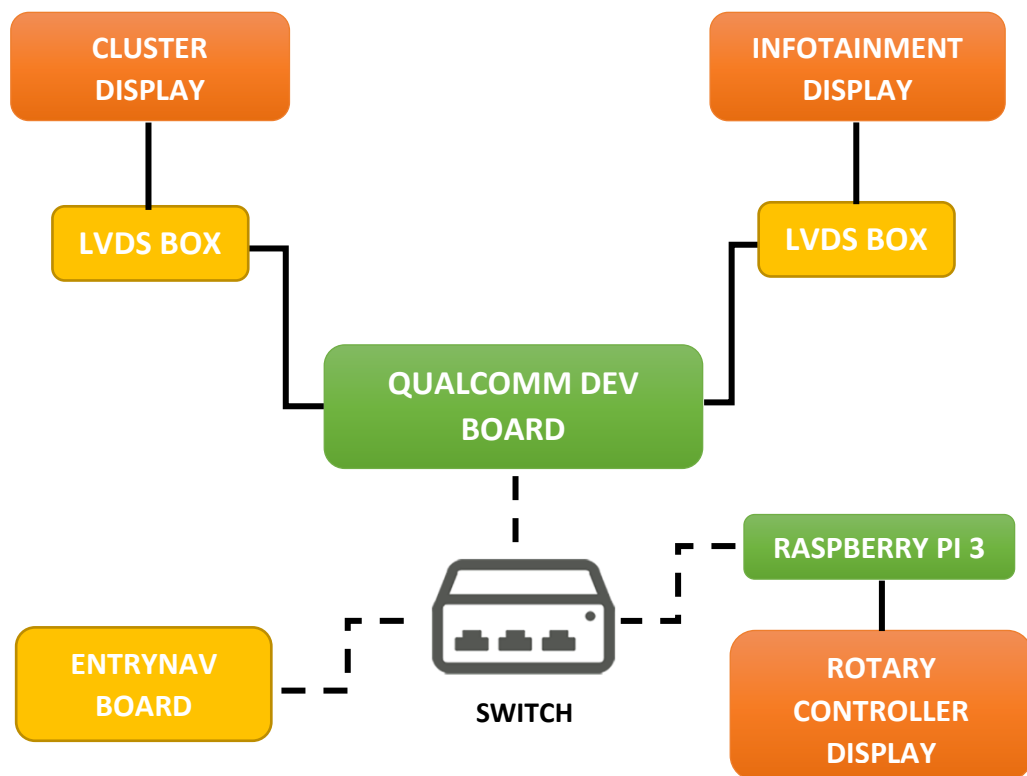 CLUSTER
DISPLAY
INFOTAINMENT
DISPLAY
LVDS BOX
LVDS BOX
QUALCOMM DEV
BOARD
RASPBERRY PI 3
ENTRYNAV
BOARD
SWITCH
ROTARY
CONTROLLER
DISPLAY